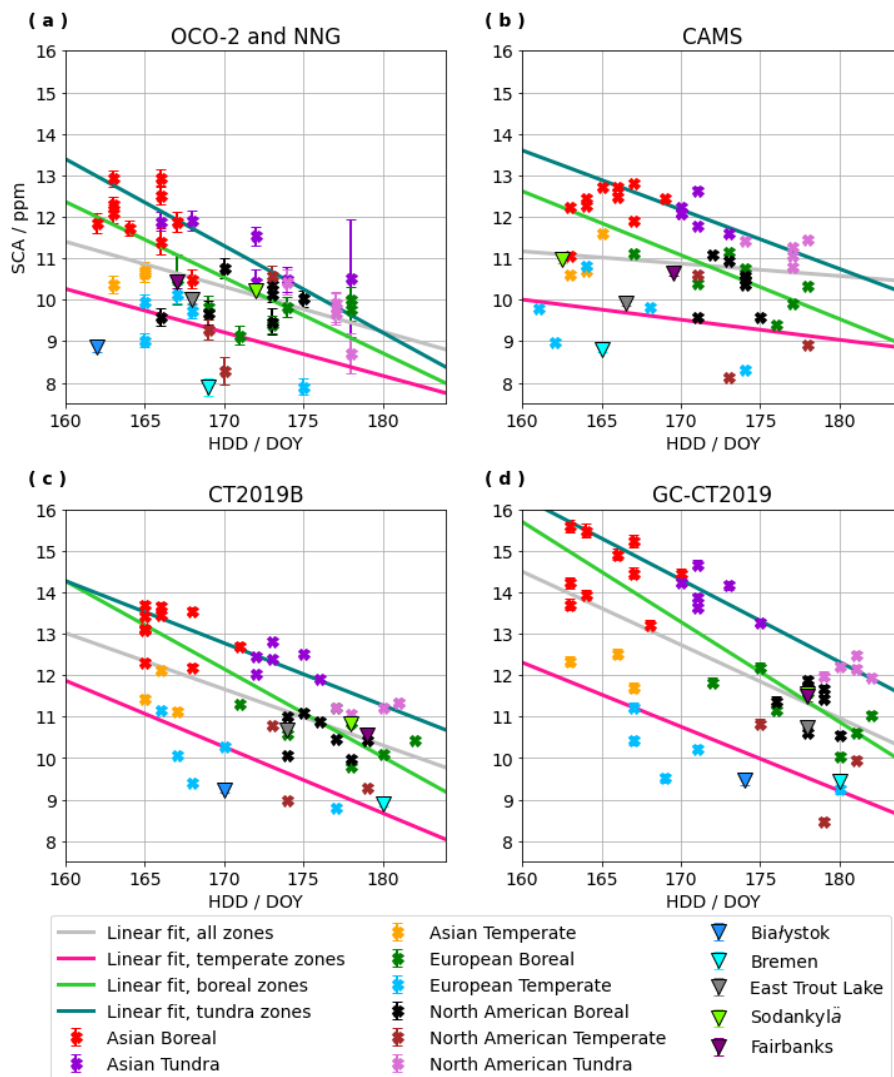 ( a )
OCO-2 and NNG
16
15
14
13
12
11
10
9
8
SCA / ppm
160 165 170 175 180
HDD / DOY
( b )
CAMS
16
15
14
13
12
11
10
9
8
160 165 170 175 180
HDD / DOY
( c )
CT2019B
16
15
14
13
12
11
10
9
8
160 165 170 175 180
HDD / DOY
( d )
GC-CT2019
16
15
14
13
12
11
10
9
8
160 165 170 175 180
HDD / DOY
Linear fit, all zones
Linear fit, temperate zones
Linear fit, boreal zones
Linear fit, tundra zones
Asian Boreal
Asian Tundra
Asian Temperate
European Boreal
European Temperate
North American Boreal
North American Temperate
North American Tundra
Białystok
Bremen
East Trout Lake
Sodankylä
Fairbanks